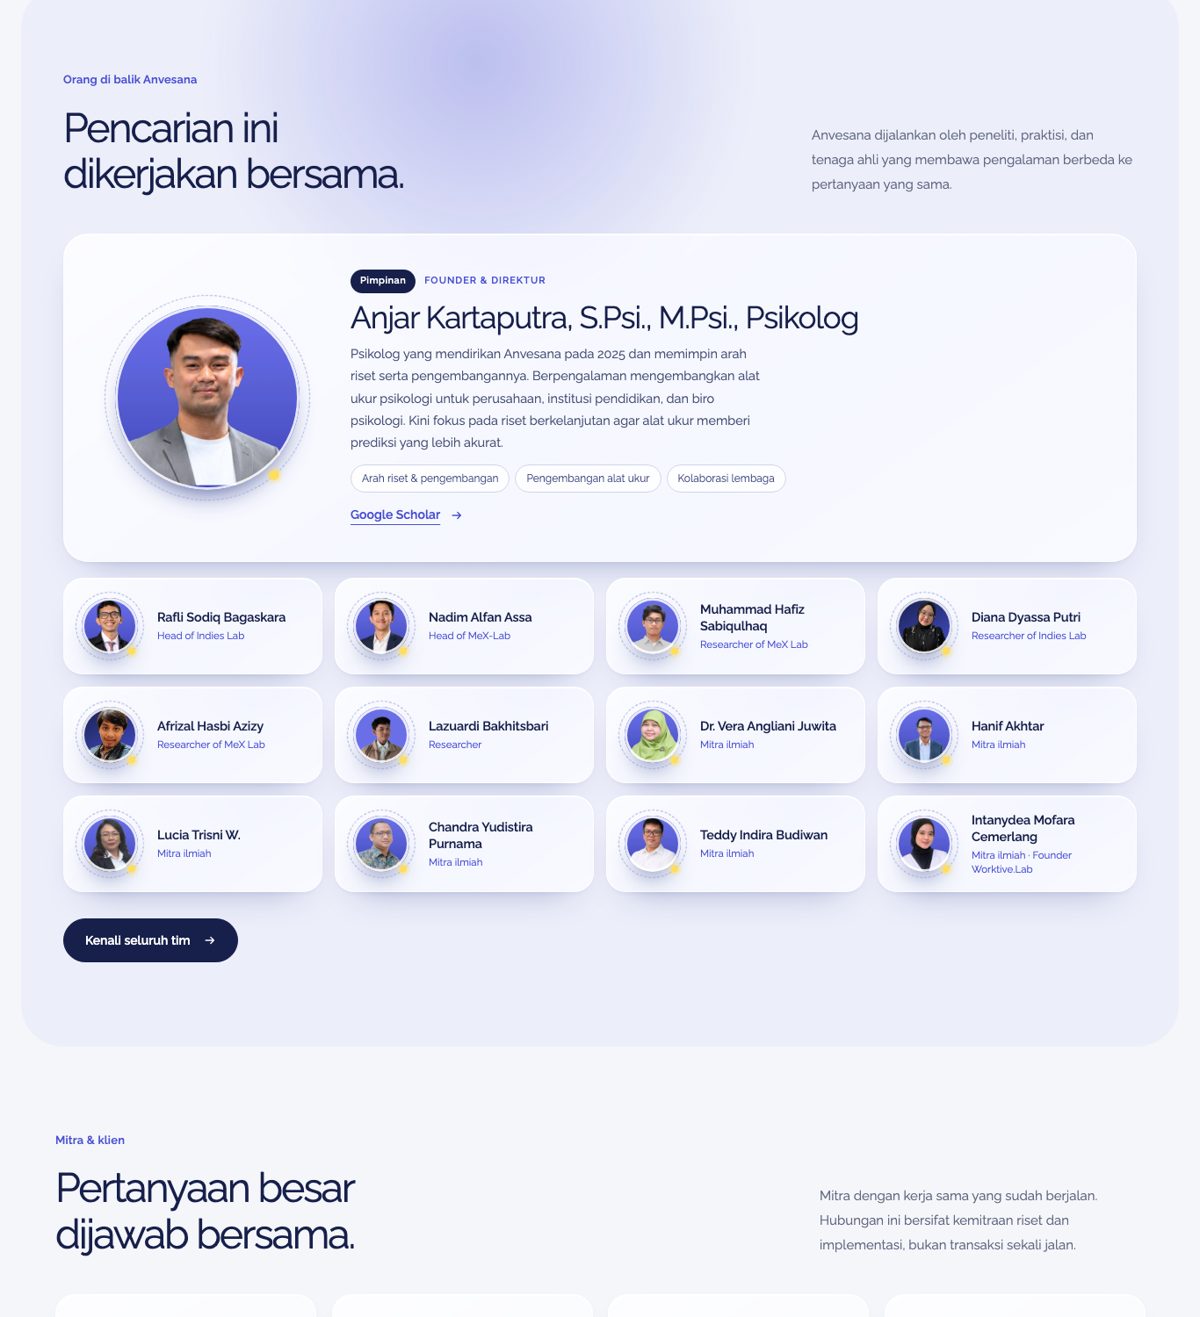 Orang di balik Anvesana
Pencarian ini
dikerjakan bersama.
Anvesana dijalankan oleh peneliti, praktisi, dan
tenaga ahli yang membawa pengalaman berbeda ke
pertanyaan yang sama.
Pimpinan
FOUNDER & DIREKTUR
Anjar Kartaputra, S.Psi., M.Psi., Psikolog
Psikolog yang mendirikan Anvesana pada 2025 dan memimpin arah
riset serta pengembangannya. Berpengalaman mengembangkan alat
ukur psikologi untuk perusahaan, institusi pendidikan, dan biro
psikologi. Kini fokus pada riset berkelanjutan agar alat ukur memberi
prediksi yang lebih akurat.
Arah riset & pengembangan
Pengembangan alat ukur
Kolaborasi lembaga
Google Scholar →
Rafli Sodiq Bagaskara
Head of Indies Lab
Nadim Alfan Assa
Head of MeX-Lab
Muhammad Hafiz
Sabiqulhaq
Researcher of MeX Lab
Diana Dyassa Putri
Researcher of Indies Lab
Afrizal Hasbi Azizy
Researcher of MeX Lab
Lazuardi Bakhitsbari
Researcher
Dr. Vera Angliani Juwita
Mitra ilmiah
Hanif Akhtar
Mitra ilmiah
Lucia Trisni W.
Mitra ilmiah
Chandra Yudistira
Purnama
Mitra ilmiah
Teddy Indira Budiwan
Mitra ilmiah
Intanydea Mofara
Cemerlang
Mitra ilmiah · Founder
Worktive.Lab
Kenali seluruh tim →
Mitra & klien
Pertanyaan besar
dijawab bersama.
Mitra dengan kerja sama yang sudah berjalan.
Hubungan ini bersifat kemitraan riset dan
implementasi, bukan transaksi sekali jalan.